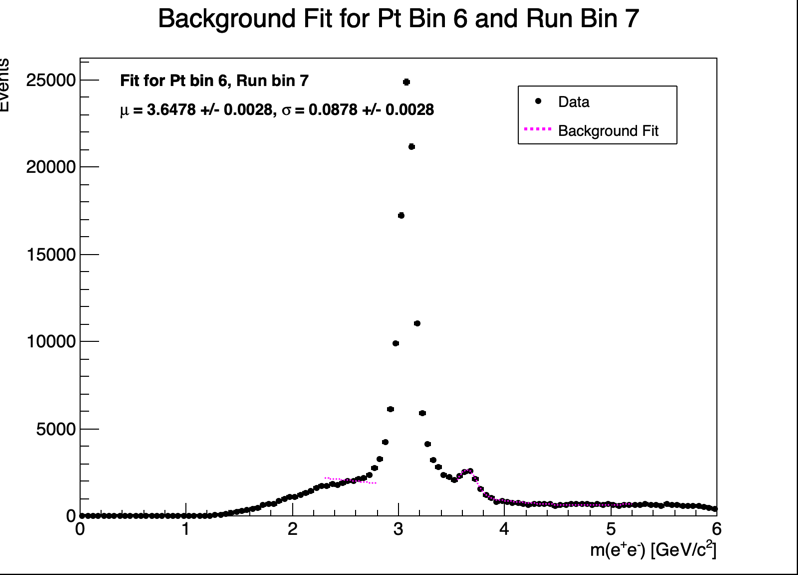 Background Fit for Pt Bin 6 and Run Bin 7
Events
25000
20000
15000
10000
5000
0
Fit for Pt bin 6, Run bin 7
μ = 3.6478 +/- 0.0028, σ = 0.0878 +/- 0.0028
Data
Background Fit
0 1 2 3 4 5 6
m(e⁺e⁻) [GeV/c²]